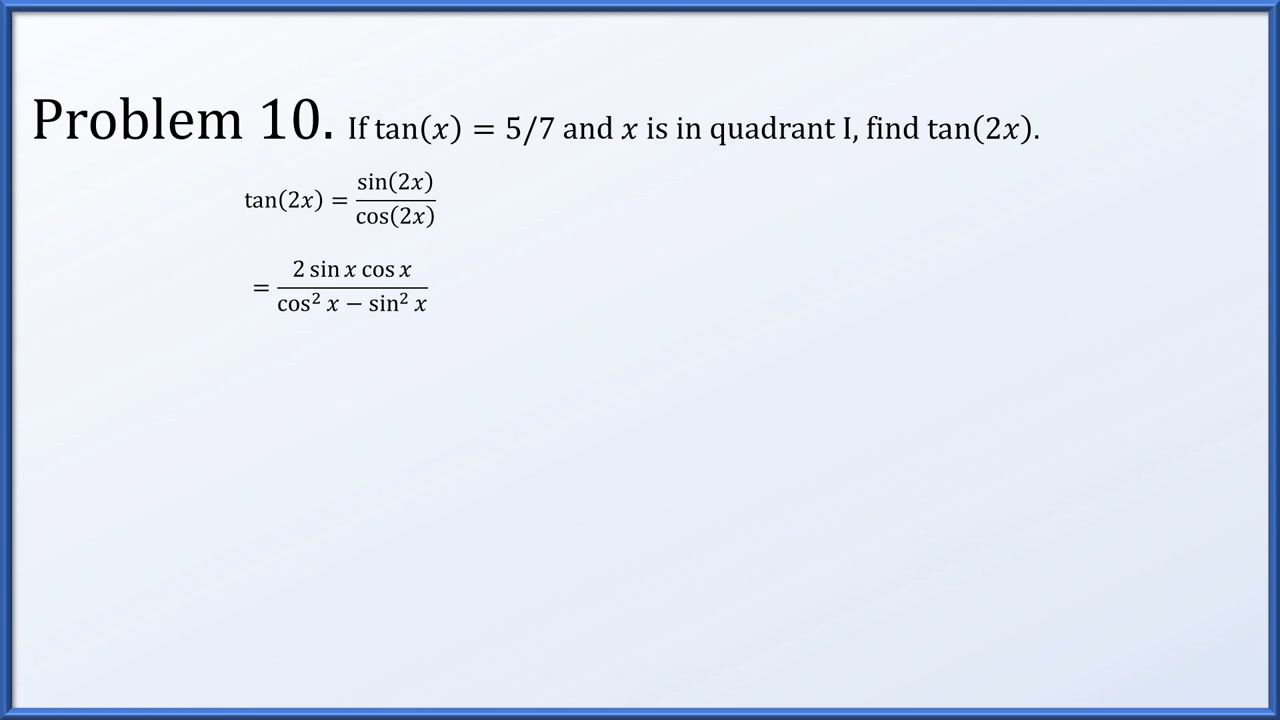 Problem 10. If tan(x) = 5/7 and x is in quadrant I, find tan(2x).
tan(2x) = sin(2x) / cos(2x)
= 2 sin x cos x / cos² x − sin² x